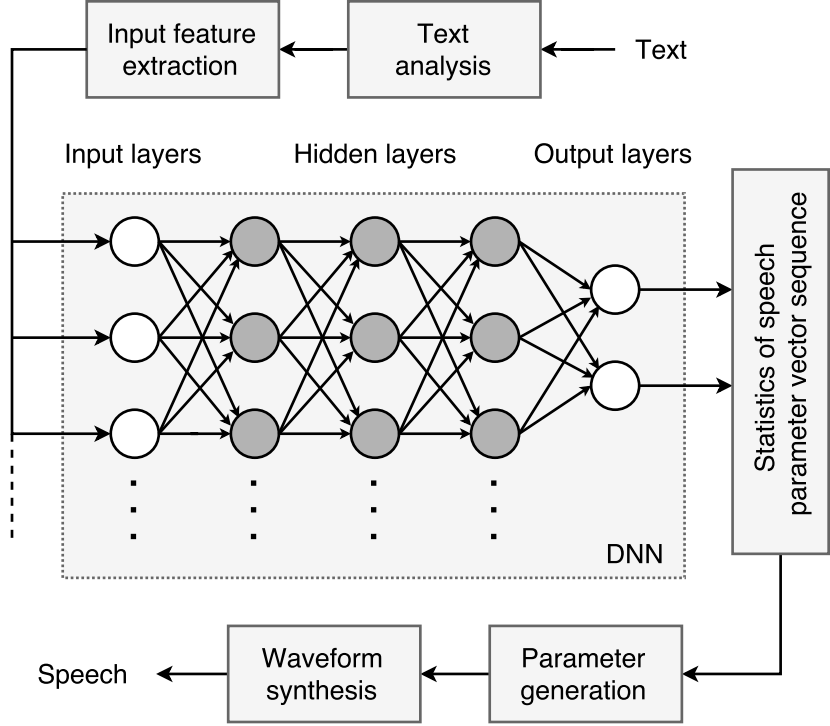 Input feature
extraction
Text
analysis
Text
Input layers
Hidden layers
Output layers
Statistics of speech
parameter vector sequence
DNN
Speech
Waveform
synthesis
Parameter
generation